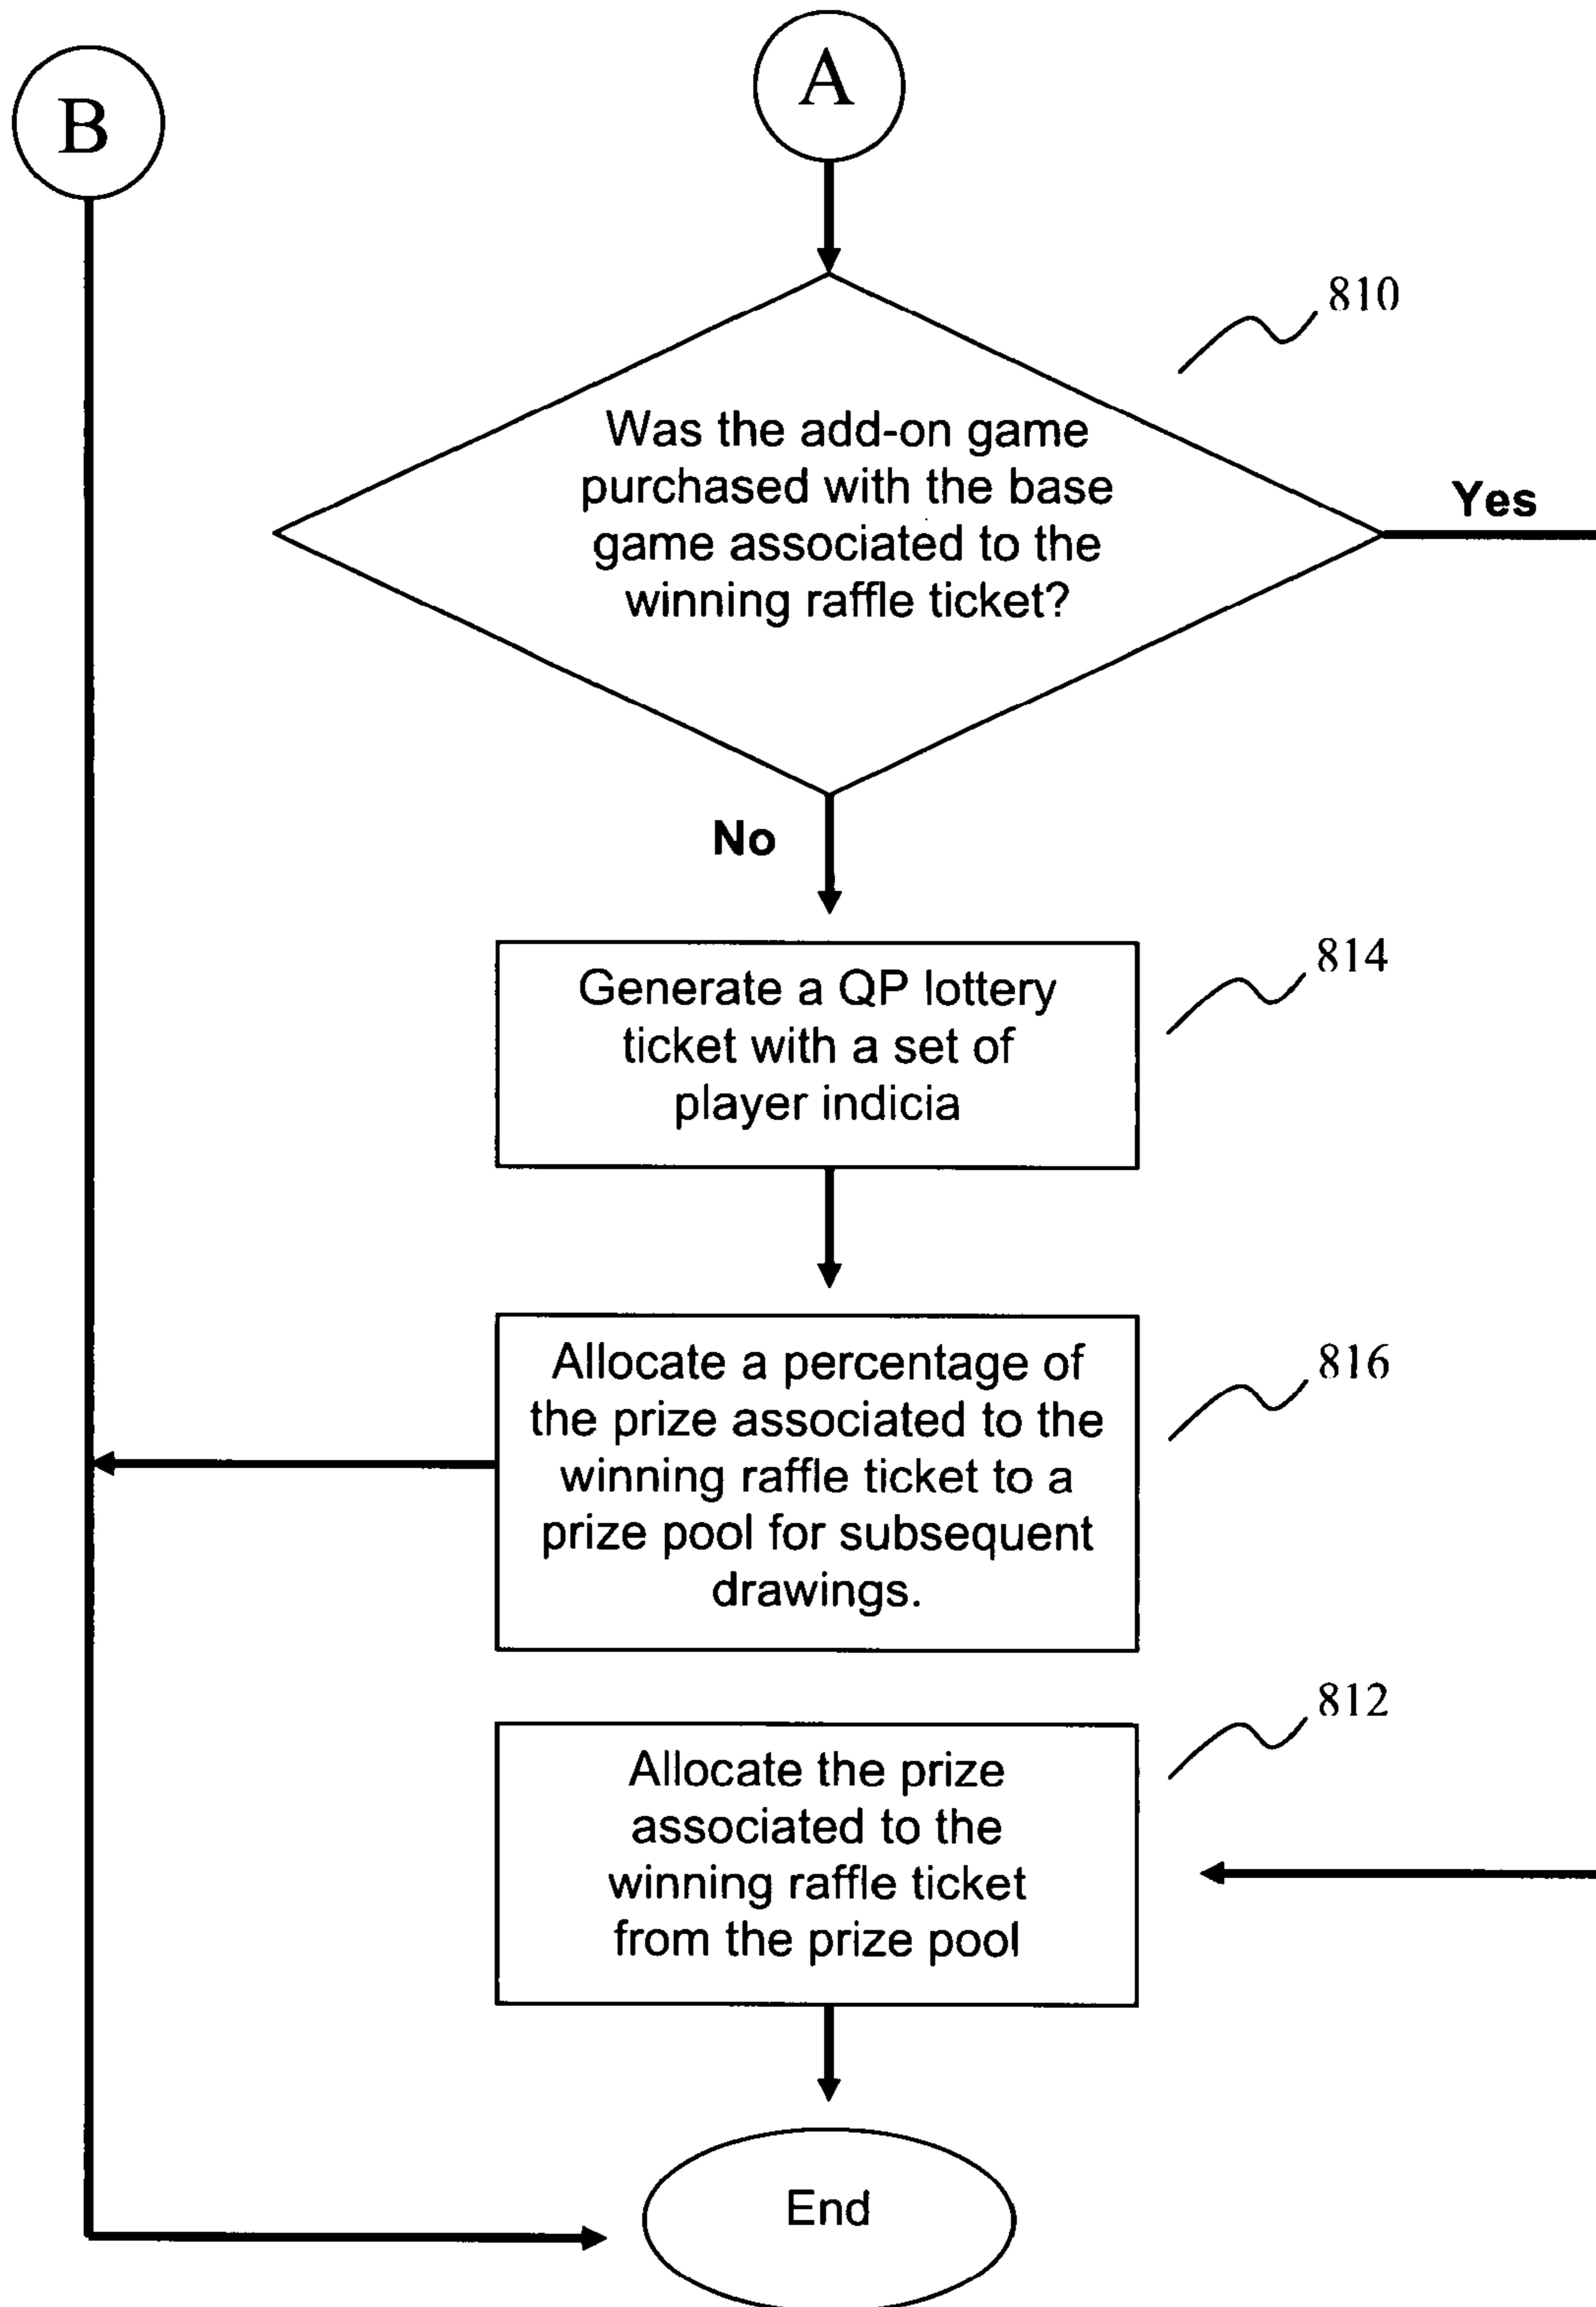 B
A
810
Was the add-on game
purchased with the base
game associated to the
winning raffle ticket?
Yes
No
814
Generate a QP lottery
ticket with a set of
player indicia
816
Allocate a percentage of
the prize associated to the
winning raffle ticket to a
prize pool for subsequent
drawings.
812
Allocate the prize
associated to the
winning raffle ticket
from the prize pool
End